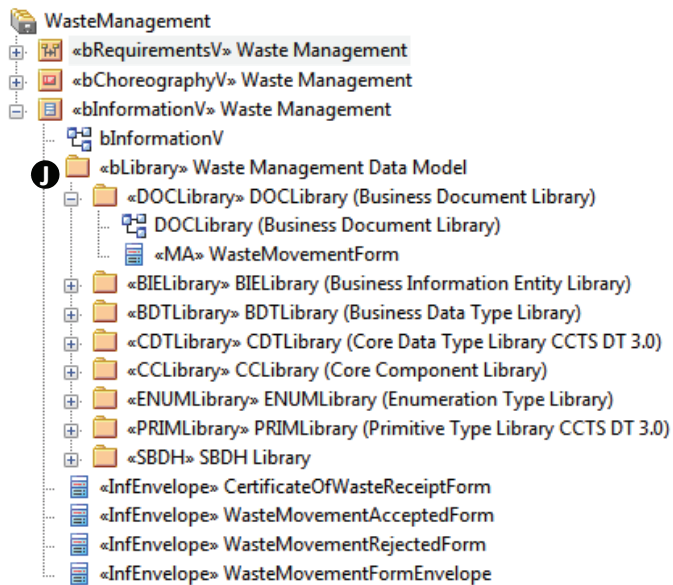 WasteManagement
«bRequirementsV» Waste Management
«bChoreographyV» Waste Management
«bInformationV» Waste Management
bInformationV
J «bLibrary» Waste Management Data Model
«DOCLibrary» DOCLibrary (Business Document Library)
DOCLibrary (Business Document Library)
«MA» WasteMovementForm
«BIELibrary» BIELibrary (Business Information Entity Library)
«BDTLibrary» BDTLibrary (Business Data Type Library)
«CDTLibrary» CDTLibrary (Core Data Type Library CCTS DT 3.0)
«CCLibrary» CCLibrary (Core Component Library)
«ENUMLibrary» ENUMLibrary (Enumeration Type Library)
«PRIMLibrary» PRIMLibrary (Primitive Type Library CCTS DT 3.0)
«SBDH» SBDH Library
«InfEnvelope» CertificateOfWasteReceiptForm
«InfEnvelope» WasteMovementAcceptedForm
«InfEnvelope» WasteMovementRejectedForm
«InfEnvelope» WasteMovementFormEnvelope